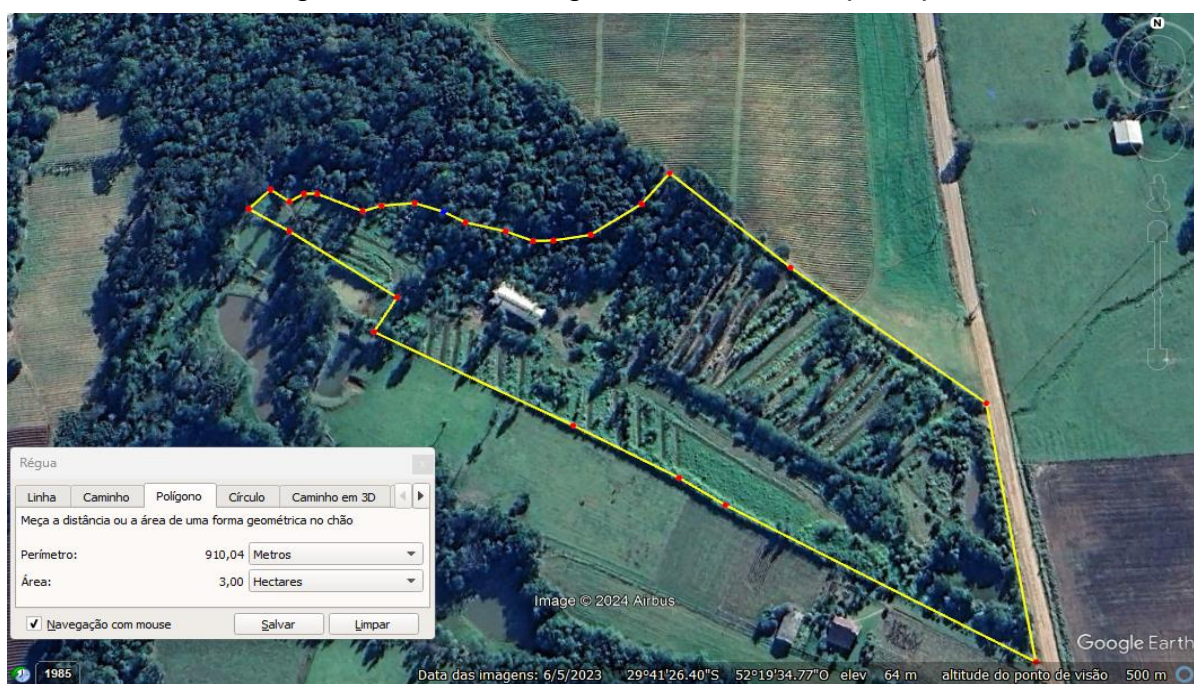 N
Régua
Linha Caminho Polígono Círculo Caminho em 3D
Meça a distância ou a área de uma forma geométrica no chão
Perímetro: 910,04 Metros
Área: 3,00 Hectares
Navegação com mouse Salvar Limpar
Image © 2024 Airbus
Google Earth
1985 Data das imagens: 6/5/2023 29°41'26.40"S 52°19'34.77"O elev 64 m altitude do ponto de visão 500 m